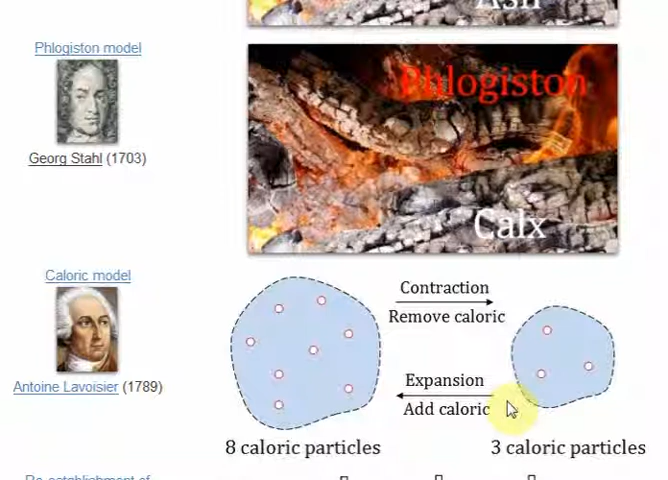 Ash
Phlogiston model
Phlogiston
Georg Stahl (1703)
Calx
Caloric model
Contraction
Remove caloric
Antoine Lavoisier (1789)
Expansion
Add caloric
8 caloric particles
3 caloric particles